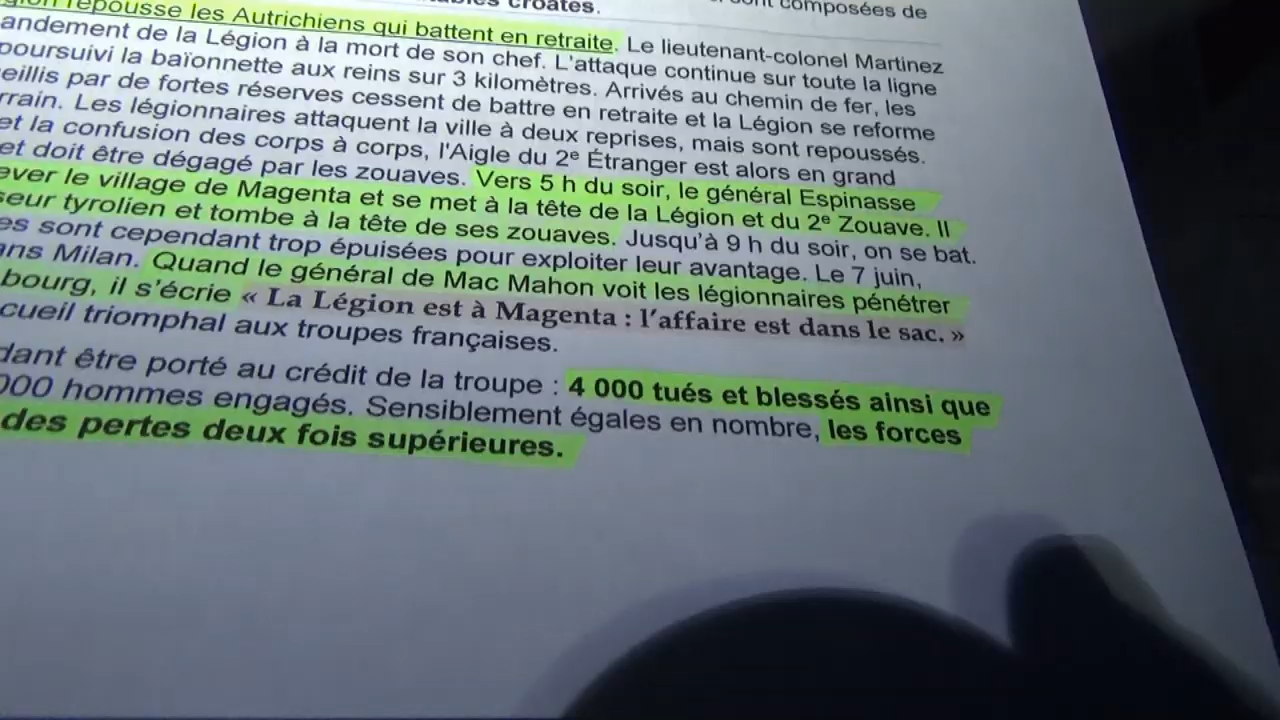 repousse les Autrichiens qui battent en retraite. Le lieutenant-colonel Martinez
croates.
sont composées de
andement de la Légion à la mort de son chef. L'attaque continue sur toute la ligne
poursuivi la baïonnette aux reins sur 3 kilomètres. Arrivés au chemin de fer, les
eillis par de fortes réserves cessent de battre en retraite et la Légion se reforme
rrain. Les légionnaires attaquent la ville à deux reprises, mais sont repoussés.
et la confusion des corps à corps, l'Aigle du 2e Étranger est alors en grand
et doit être dégagé par les zouaves. Vers 5 h du soir, le général Espinasse
ever le village de Magenta et se met à la tête de la Légion et du 2e Zouave. Il
seur tyrolien et tombe à la tête de ses zouaves. Jusqu'à 9 h du soir, on se bat.
es sont cependant trop épuisées pour exploiter leur avantage. Le 7 juin,
ans Milan. Quand le général de Mac Mahon voit les légionnaires pénétrer
bourg, il s'écrie « La Légion est à Magenta : l'affaire est dans le sac. »
cueil triomphal aux troupes françaises.
dant être porté au crédit de la troupe : 4 000 tués et blessés ainsi que
000 hommes engagés. Sensiblement égales en nombre, les forces
des pertes deux fois supérieures.